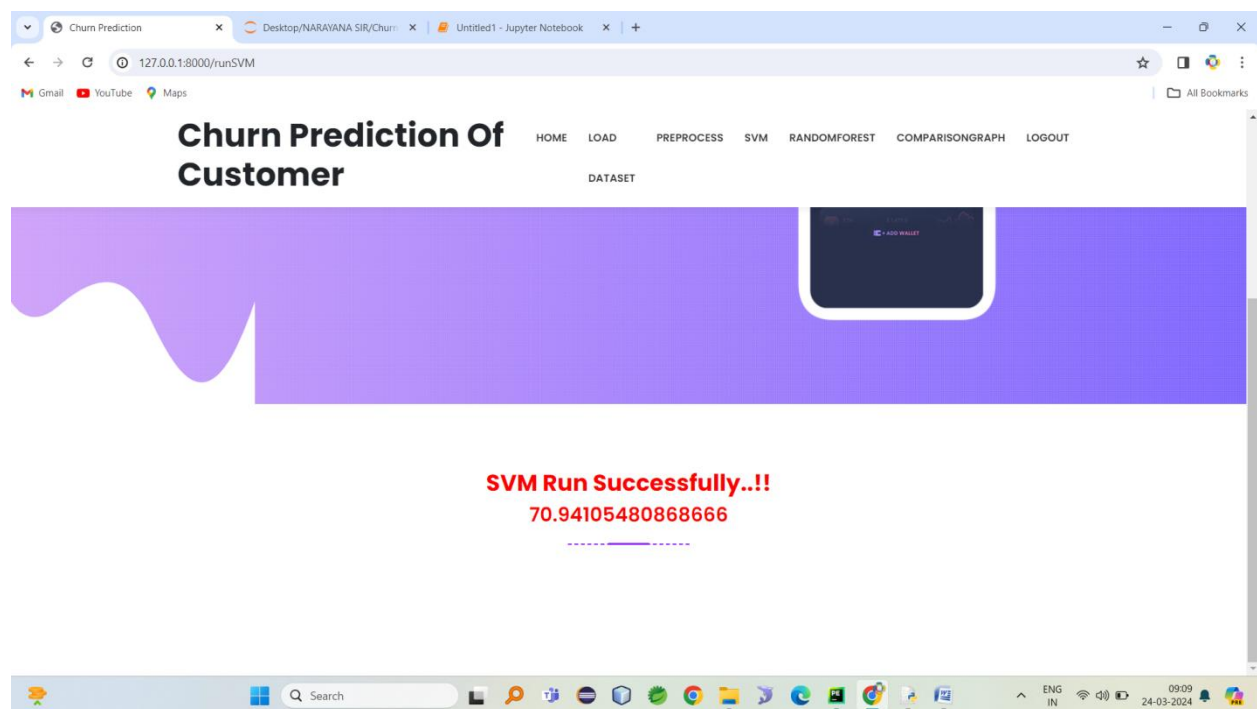 Churn Prediction
Desktop/NARAYANA SIR/Churn
Untitled1 - Jupyter Notebook
127.0.0.1:8000/runSVM
Gmail YouTube Maps All Bookmarks
Churn Prediction Of
Customer
HOME LOAD DATASET PREPROCESS SVM RANDOMFOREST COMPARISONGRAPH LOGOUT
+ ADD WALLET
SVM Run Successfully..!!
70.94105480868666
Search
ENG
IN
09:09
24-03-2024